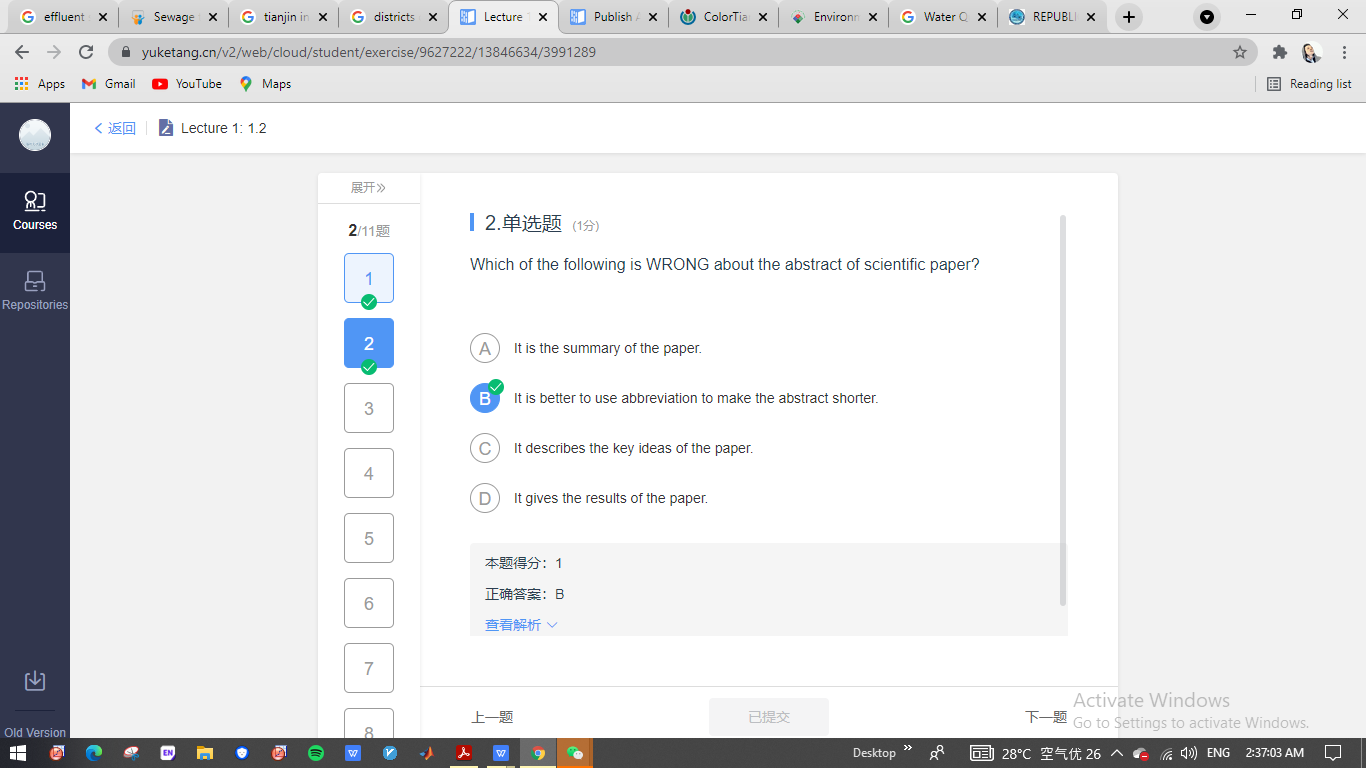 effluent
Sewage
tianjin in
districts
Lecture
Publish
ColorTia
Environm
Water Q
REPUBLI
yuketang.cn/v2/web/cloud/student/exercise/9627222/13846634/3991289
Apps
Gmail
YouTube
Maps
Reading list
返回
Lecture 1: 1.2
Courses
Repositories
Old Version
展开
2/11题
1
2
3
4
5
6
7
8
2.单选题 (1分)
Which of the following is WRONG about the abstract of scientific paper?
A It is the summary of the paper.
B It is better to use abbreviation to make the abstract shorter.
C It describes the key ideas of the paper.
D It gives the results of the paper.
本题得分：1
正确答案：B
查看解析
上一题
已提交
下一题
Activate Windows
Go to Settings to activate Windows.
EN
Desktop
28°C 空气优 26
ENG
2:37:03 AM